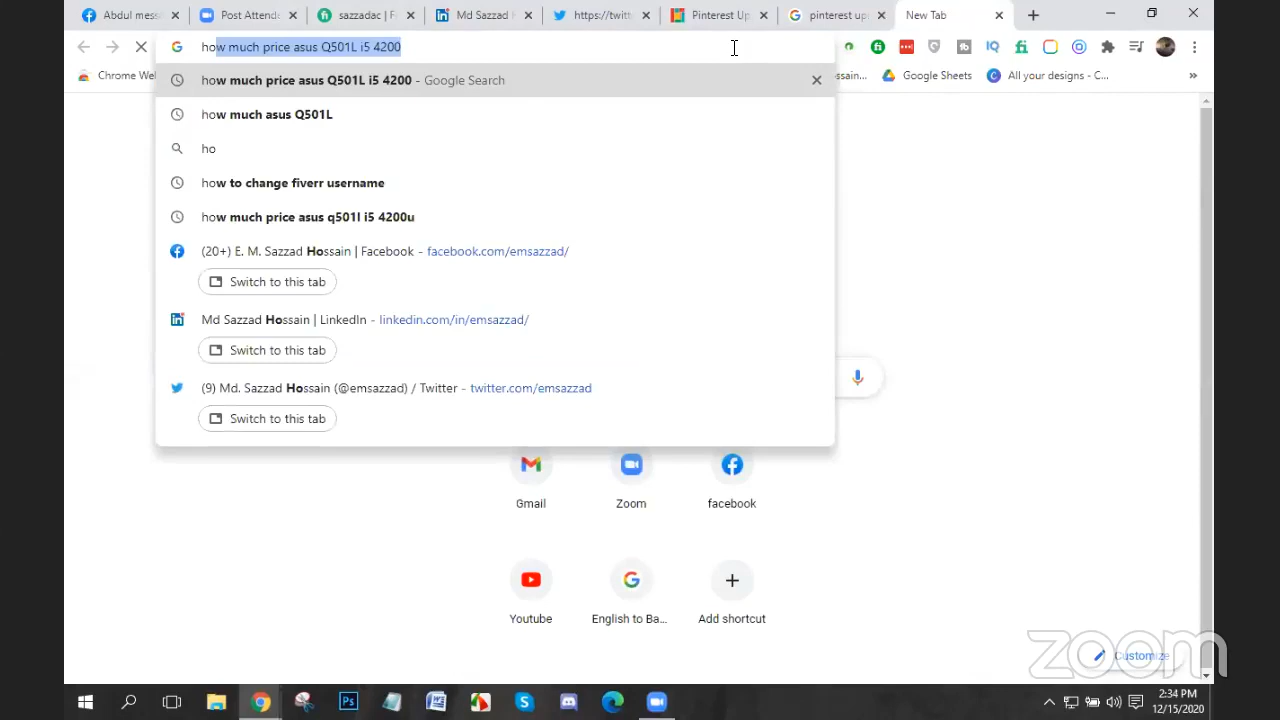 Abdul mess
Post Attende
sazzadac | F
Md Sazzad H
https://twitt
Pinterest Up
pinterest up
New Tab
how much price asus Q501L i5 4200
Chrome Wel
ssain...
Google Sheets
All your designs - C...
how much price asus Q501L i5 4200 - Google Search
how much asus Q501L
ho
how to change fiverr username
how much price asus q501l i5 4200u
(20+) E. M. Sazzad Hossain | Facebook - facebook.com/emsazzad/
Switch to this tab
Md Sazzad Hossain | LinkedIn - linkedin.com/in/emsazzad/
Switch to this tab
(9) Md. Sazzad Hossain (@emsazzad) / Twitter - twitter.com/emsazzad
Switch to this tab
Gmail
Zoom
facebook
Youtube
English to Ba...
Add shortcut
Customize
zoom
2:34 PM
12/15/2020